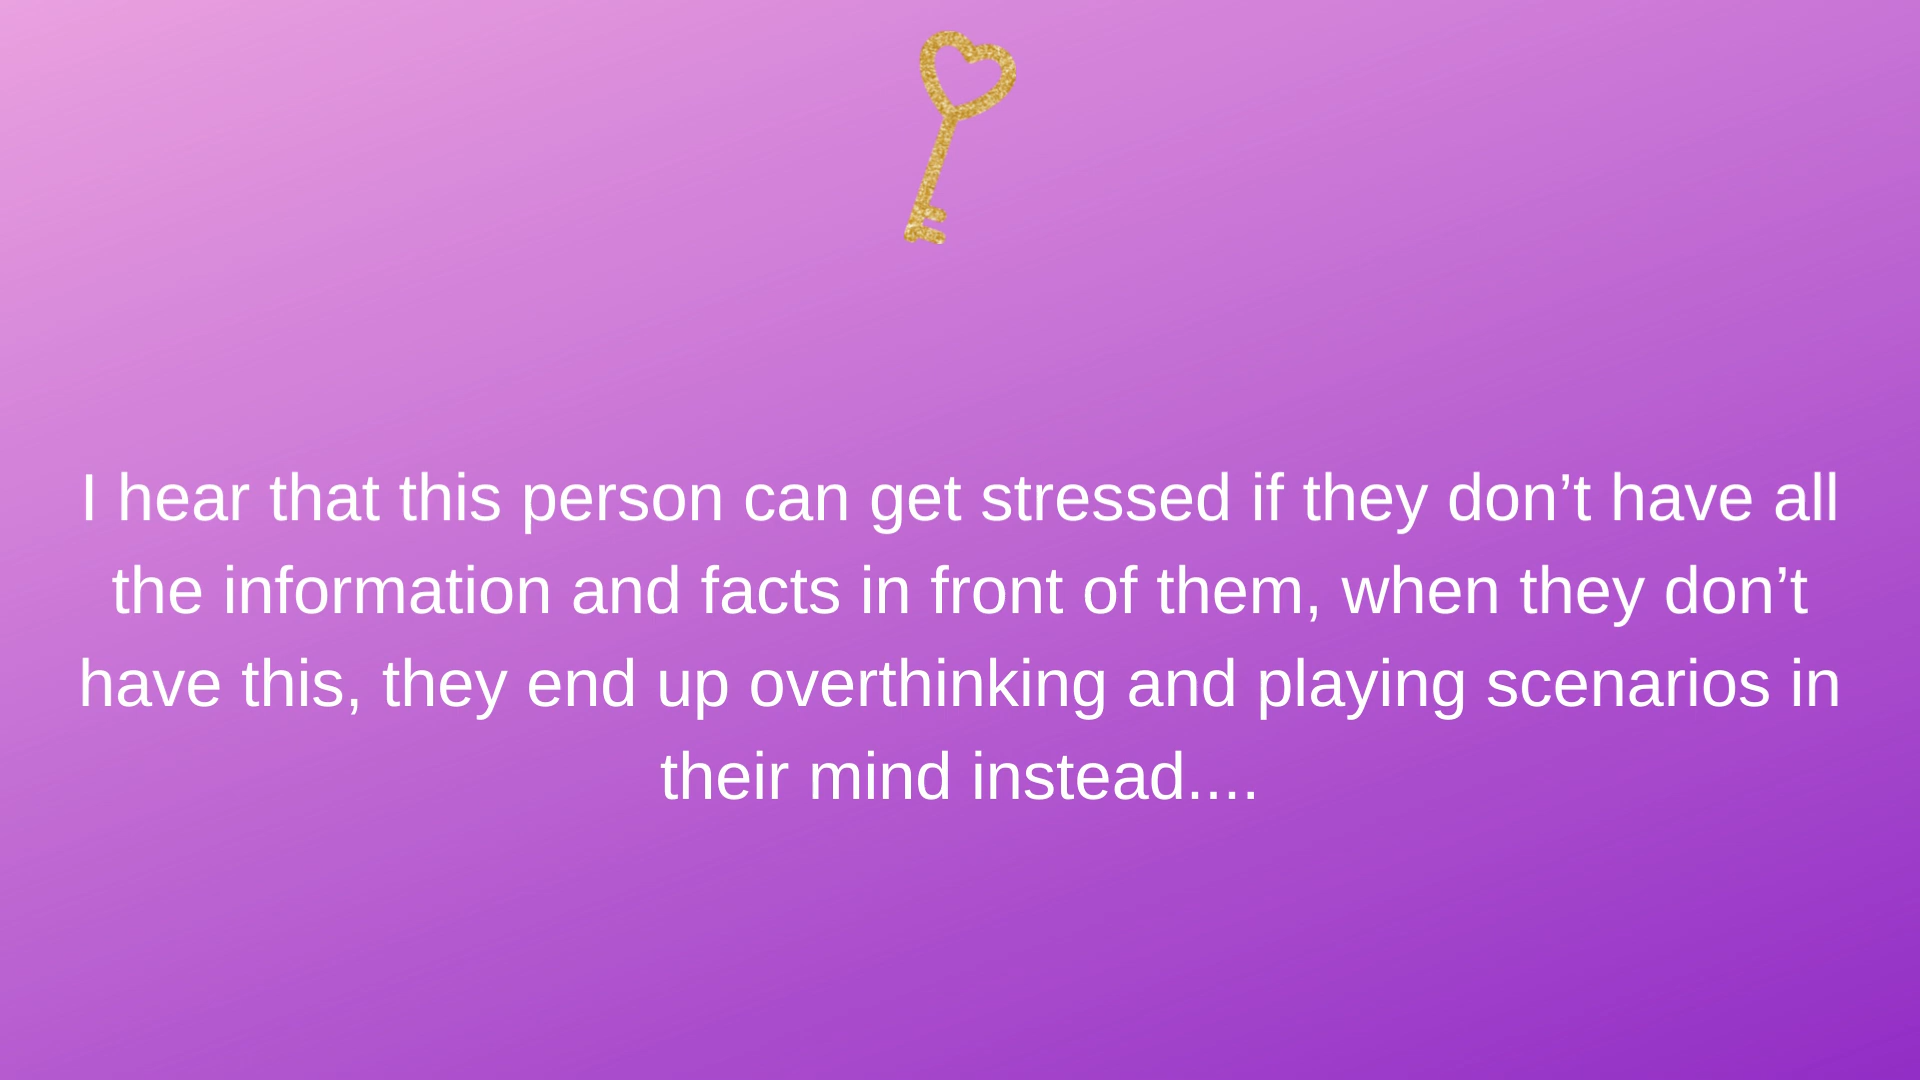 I hear that this person can get stressed if they don’t have all
the information and facts in front of them, when they don’t
have this, they end up overthinking and playing scenarios in
their mind instead....